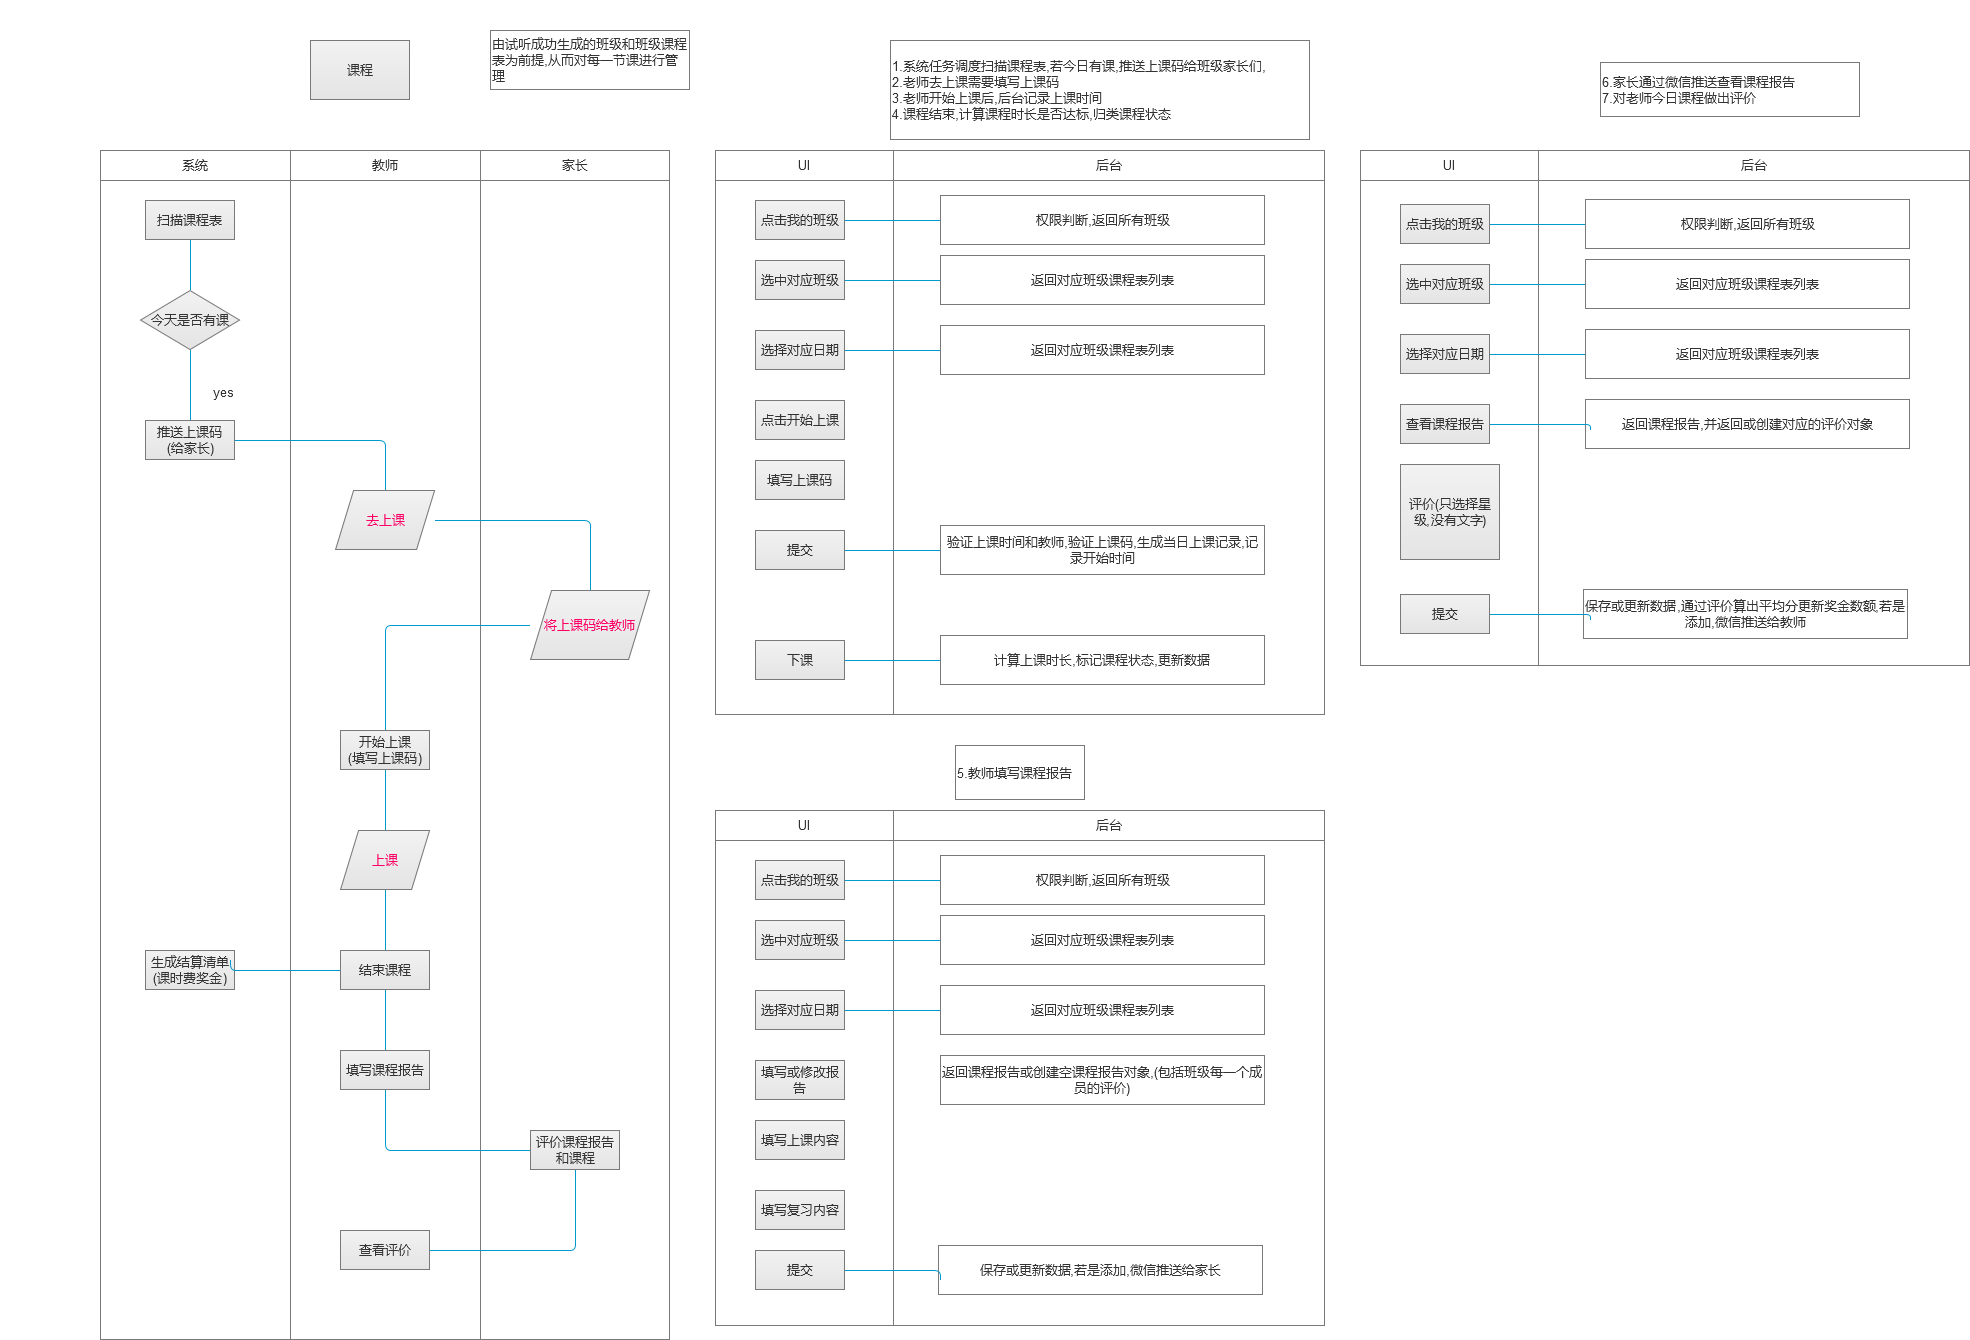 课程
由试听成功生成的班级和班级课程
表为前提,从而对每一节课进行管
理
系统
教师
家长
扫描课程表
今天是否有课
yes
推送上课码
(给家长)
去上课
将上课码给教师
开始上课
(填写上课码)
上课
生成结算清单
(课时费奖金)
结束课程
填写课程报告
评价课程报告
和课程
查看评价
1.系统任务调度扫描课程表,若今日有课,推送上课码给班级家长们,
2.老师去上课需要填写上课码
3.老师开始上课后,后台记录上课时间
4.课程结束,计算课程时长是否达标,归类课程状态
UI
后台
点击我的班级
权限判断,返回所有班级
选中对应班级
返回对应班级课程表列表
选择对应日期
返回对应班级课程表列表
点击开始上课
填写上课码
提交
验证上课时间和教师,验证上课码,生成当日上课记录,记
录开始时间
下课
计算上课时长,标记课程状态,更新数据
5.教师填写课程报告
UI
后台
点击我的班级
权限判断,返回所有班级
选中对应班级
返回对应班级课程表列表
选择对应日期
返回对应班级课程表列表
填写或修改报
告
返回课程报告或创建空课程报告对象,(包括班级每一个成
员的评价)
填写上课内容
填写复习内容
提交
保存或更新数据,若是添加,微信推送给家长
6.家长通过微信推送查看课程报告
7.对老师今日课程做出评价
UI
后台
点击我的班级
权限判断,返回所有班级
选中对应班级
返回对应班级课程表列表
选择对应日期
返回对应班级课程表列表
查看课程报告
返回课程报告,并返回或创建对应的评价对象
评价(只选择星
级,没有文字)
提交
保存或更新数据,通过评价算出平均分更新奖金数额,若是
添加,微信推送给教师